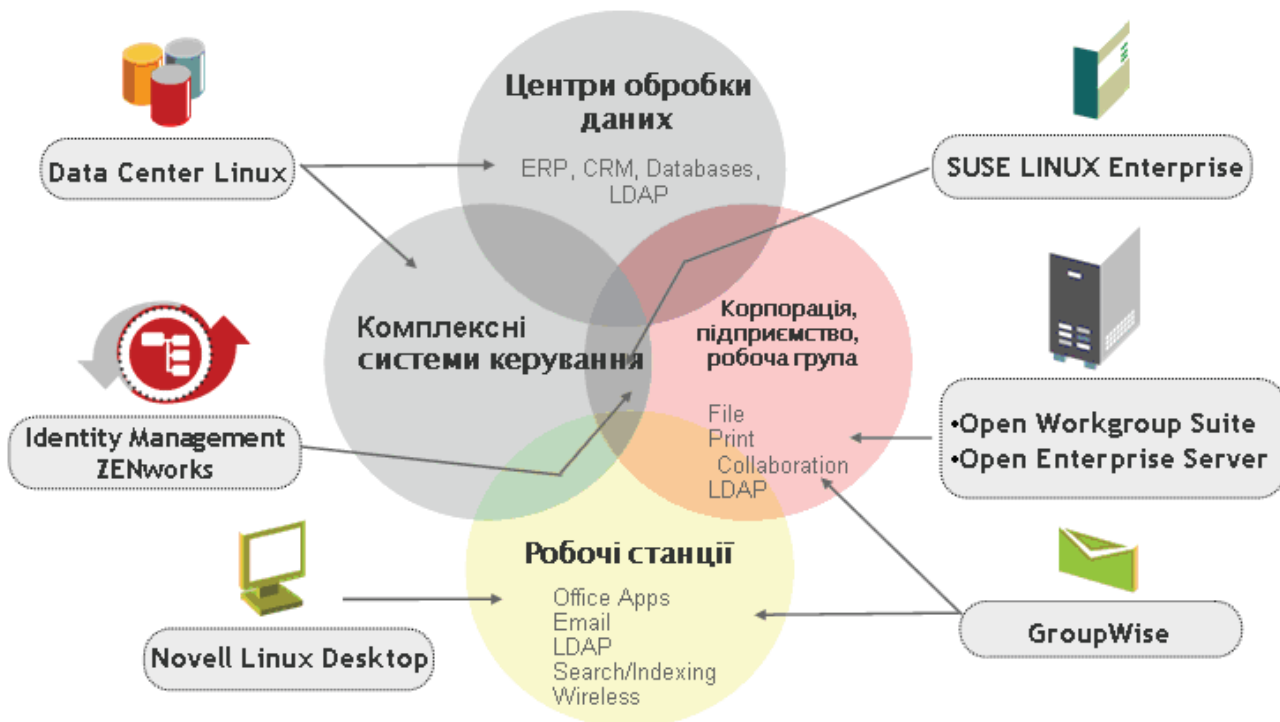 Центри обробки
даних
ERP, CRM, Databases,
LDAP
Data Center Linux
SUSE LINUX Enterprise
Комплексні
системи керування
Корпорація,
підприємство,
робоча група
File
Print
Collaboration
LDAP
Identity Management
ZENworks
•Open Workgroup Suite
•Open Enterprise Server
Робочі станції
Office Apps
Email
LDAP
Search/Indexing
Wireless
Novell Linux Desktop
GroupWise